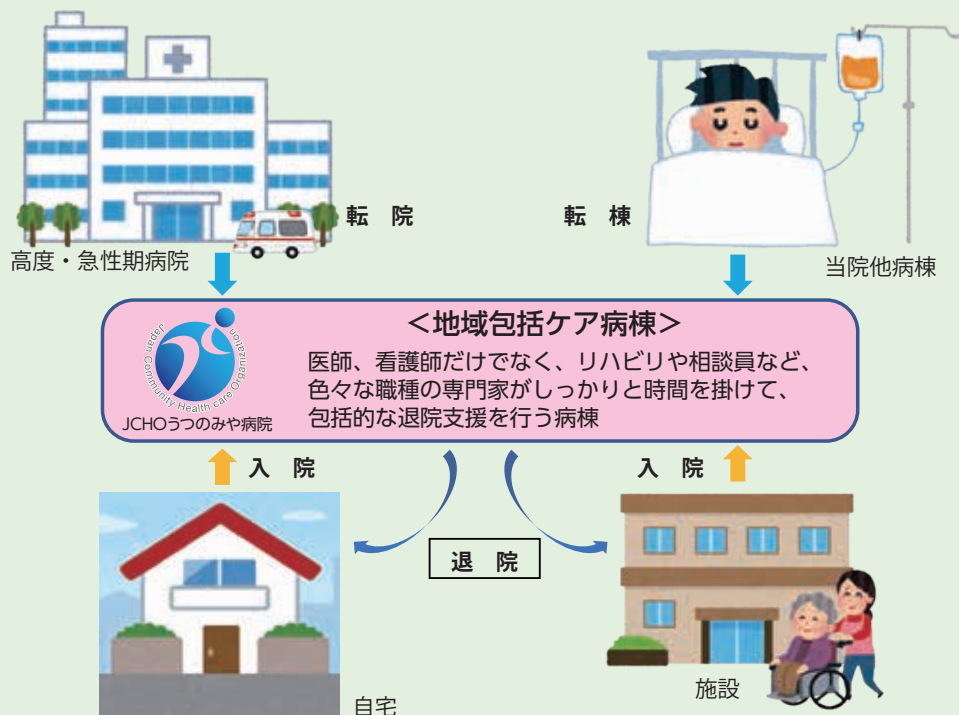 転 院
転 棟
高度・急性期病院
当院他病棟
＜地域包括ケア病棟＞
医師、看護師だけでなく、リハビリや相談員など、
色々な職種の専門家がしっかりと時間を掛けて、
包括的な退院支援を行う病棟
Japan Community Health care Organization
JCHOうつのみや病院
入 院
入 院
退 院
自宅
施設